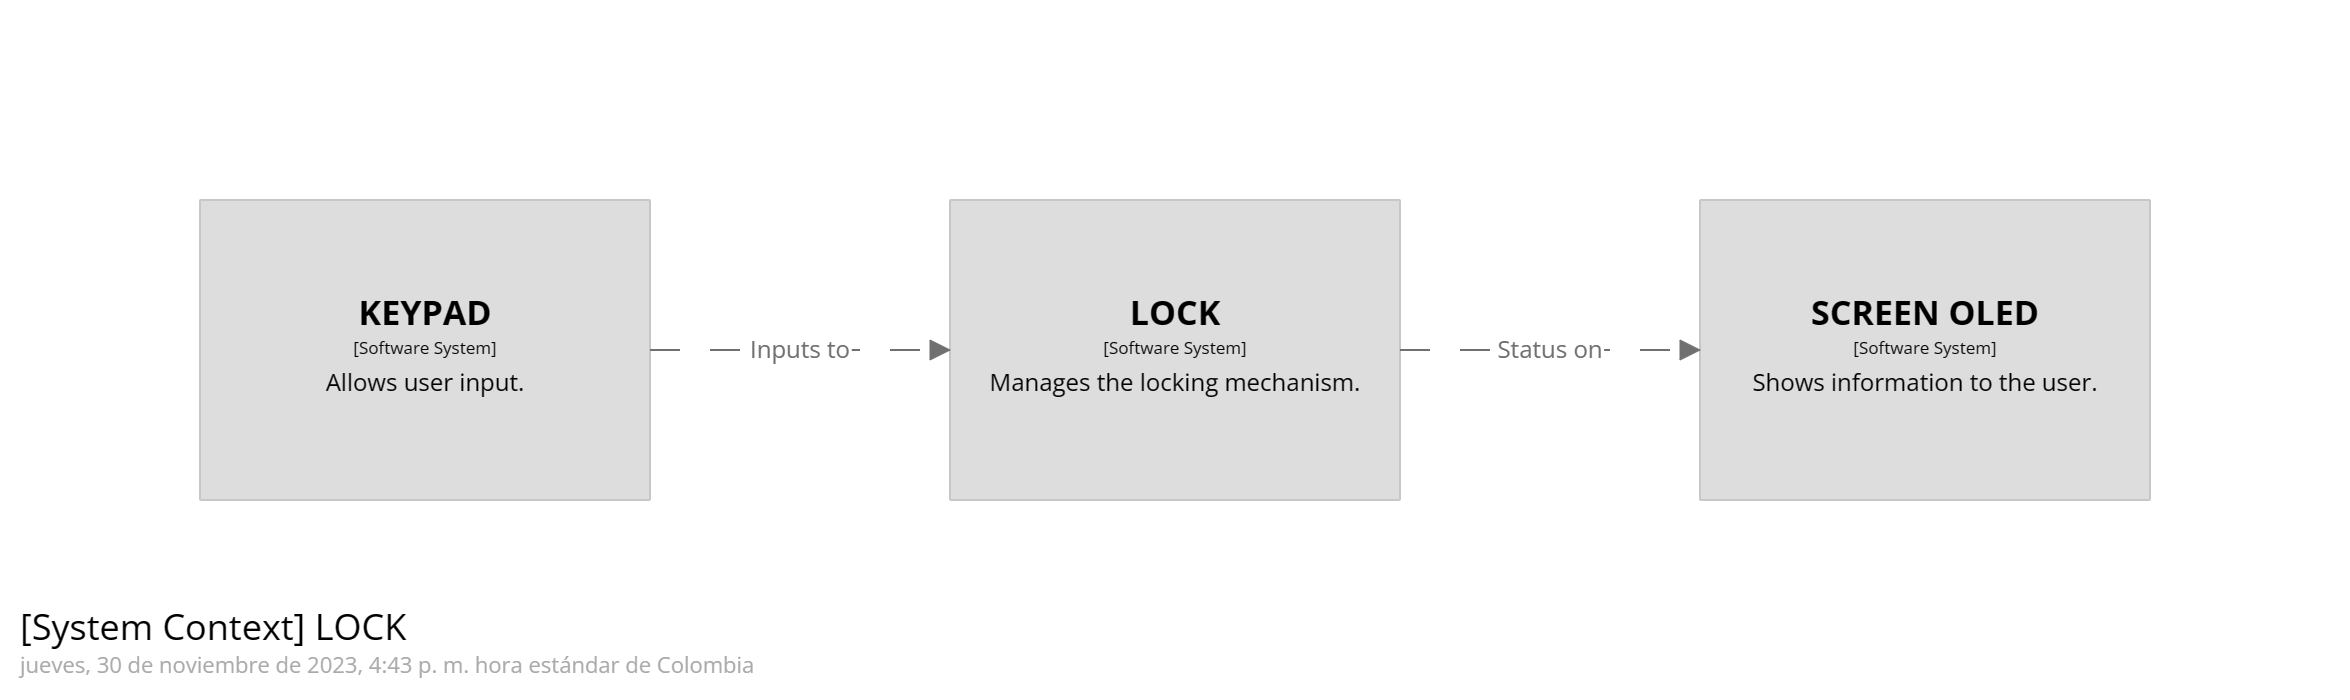 KEYPAD
[Software System]
Allows user input.
Inputs to
LOCK
[Software System]
Manages the locking mechanism.
Status on
SCREEN OLED
[Software System]
Shows information to the user.
[System Context] LOCK
jueves, 30 de noviembre de 2023, 4:43 p. m. hora estándar de Colombia